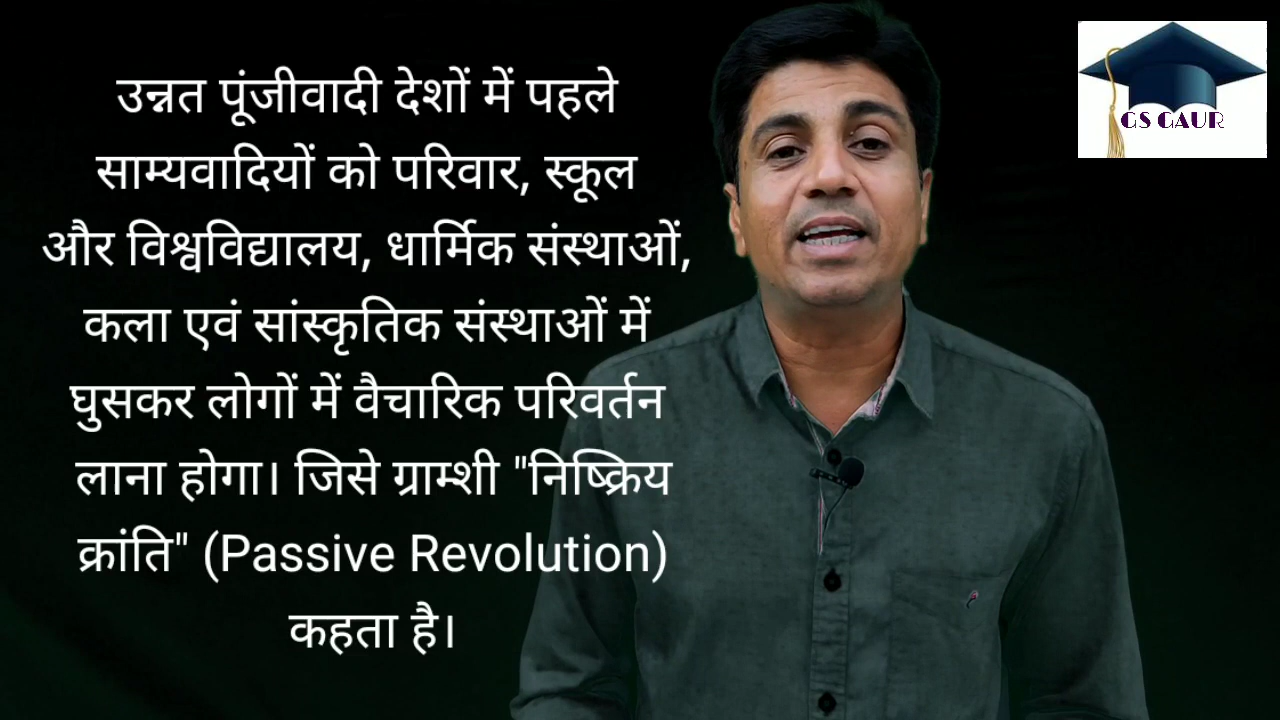 उन्नत पूंजीवादी देशों में पहले
साम्यवादियों को परिवार, स्कूल
और विश्वविद्यालय, धार्मिक संस्थाओं,
कला एवं सांस्कृतिक संस्थाओं में
घुसकर लोगों में वैचारिक परिवर्तन
लाना होगा। जिसे ग्राम्शी "निष्क्रिय
क्रांति" (Passive Revolution)
कहता है।
GS GAUR